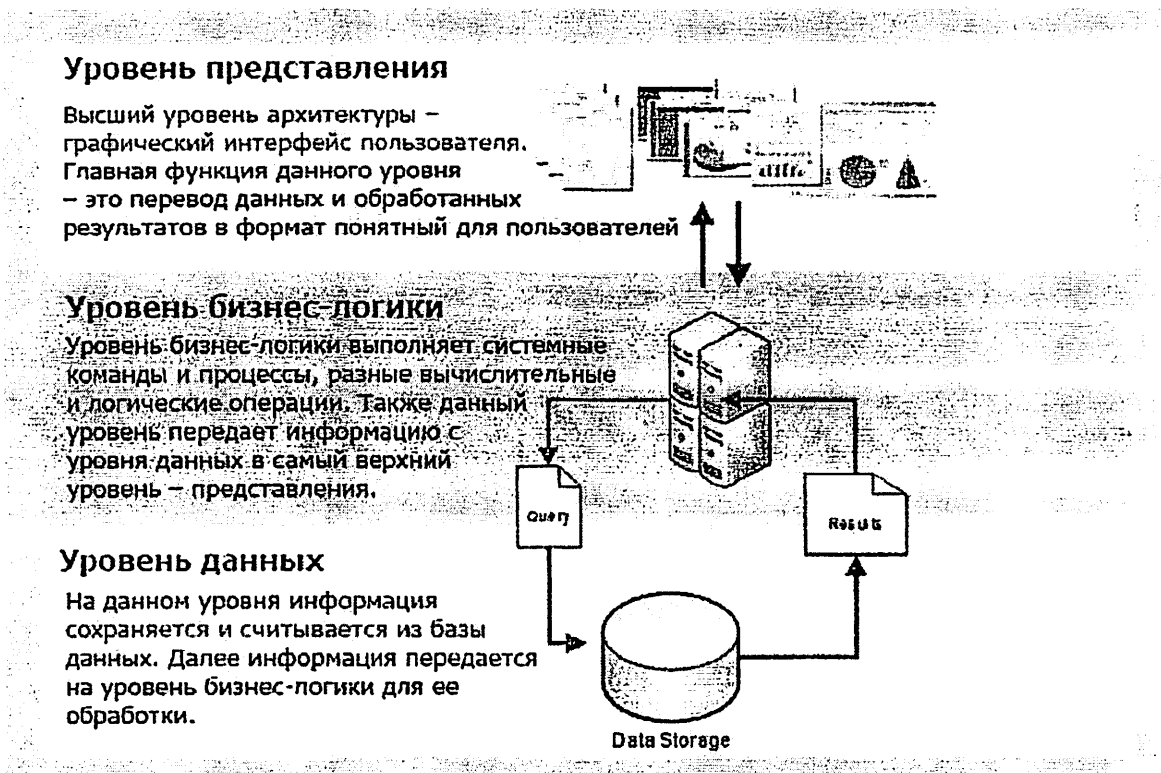 Уровень представления
Высший уровень архитектуры –
графический интерфейс пользователя.
Главная функция данного уровня
– это перевод данных и обработанных
результатов в формат понятный для пользователей
Уровень бизнес-логики
Уровень бизнес-логики выполняет системные
команды и процессы, разные вычислительные
и логические операции. Также данный
уровень передает информацию с
уровня данных в самый верхний
уровень – представления.
Query
Results
Уровень данных
На данном уровня информация
сохраняется и считывается из базы
данных. Далее информация передается
на уровень бизнес-логики для ее
обработки.
Data Storage